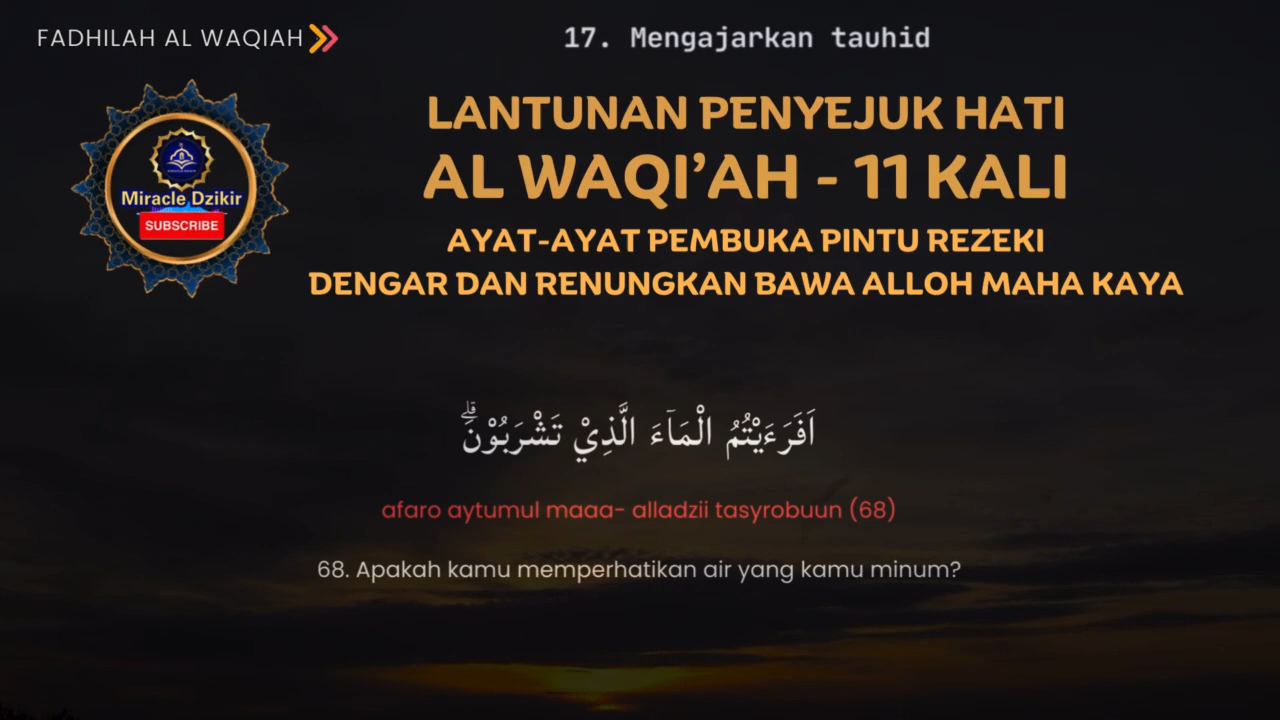 FADHILAH AL WAQIAH
17. Mengajarkan tauhid
LANTUNAN PENYEJUK HATI
AL WAQI’AH - 11 KALI
AYAT-AYAT PEMBUKA PINTU REZEKI
DENGAR DAN RENUNGKAN BAWA ALLOH MAHA KAYA
Miracle Dzikir
SUBSCRIBE
اَفَرَءَيْتُمُ الْمَاۤءَ الَّذِيْ تَشْرَبُوْنَۗ
afaro aytumul maaa- alladzii tasyrobuun (68)
68. Apakah kamu memperhatikan air yang kamu minum?